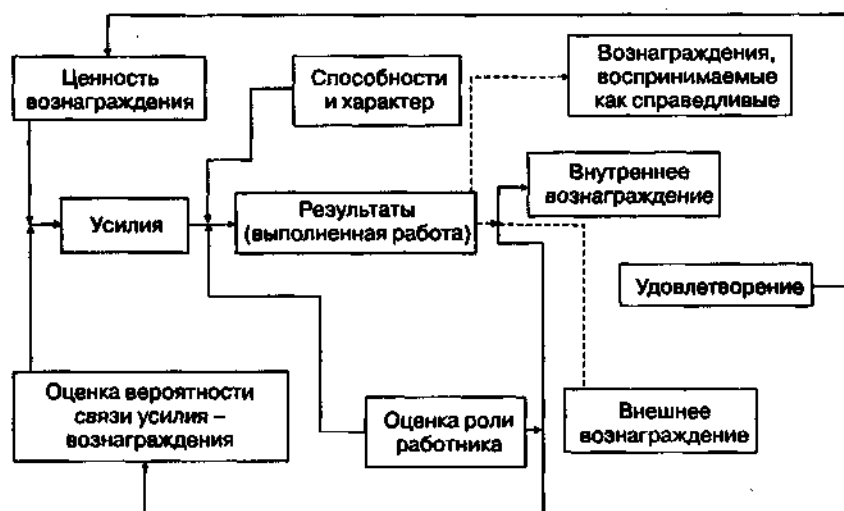 Ценность
вознаграждения
Способности
и характер
Вознаграждения,
воспринимаемые
как справедливые
Внутреннее
вознаграждение
Усилия
Результаты
(выполненная работа)
Удовлетворение
Оценка вероятности
связи усилия –
вознаграждения
Оценка роли
работника
Внешнее
вознаграждение